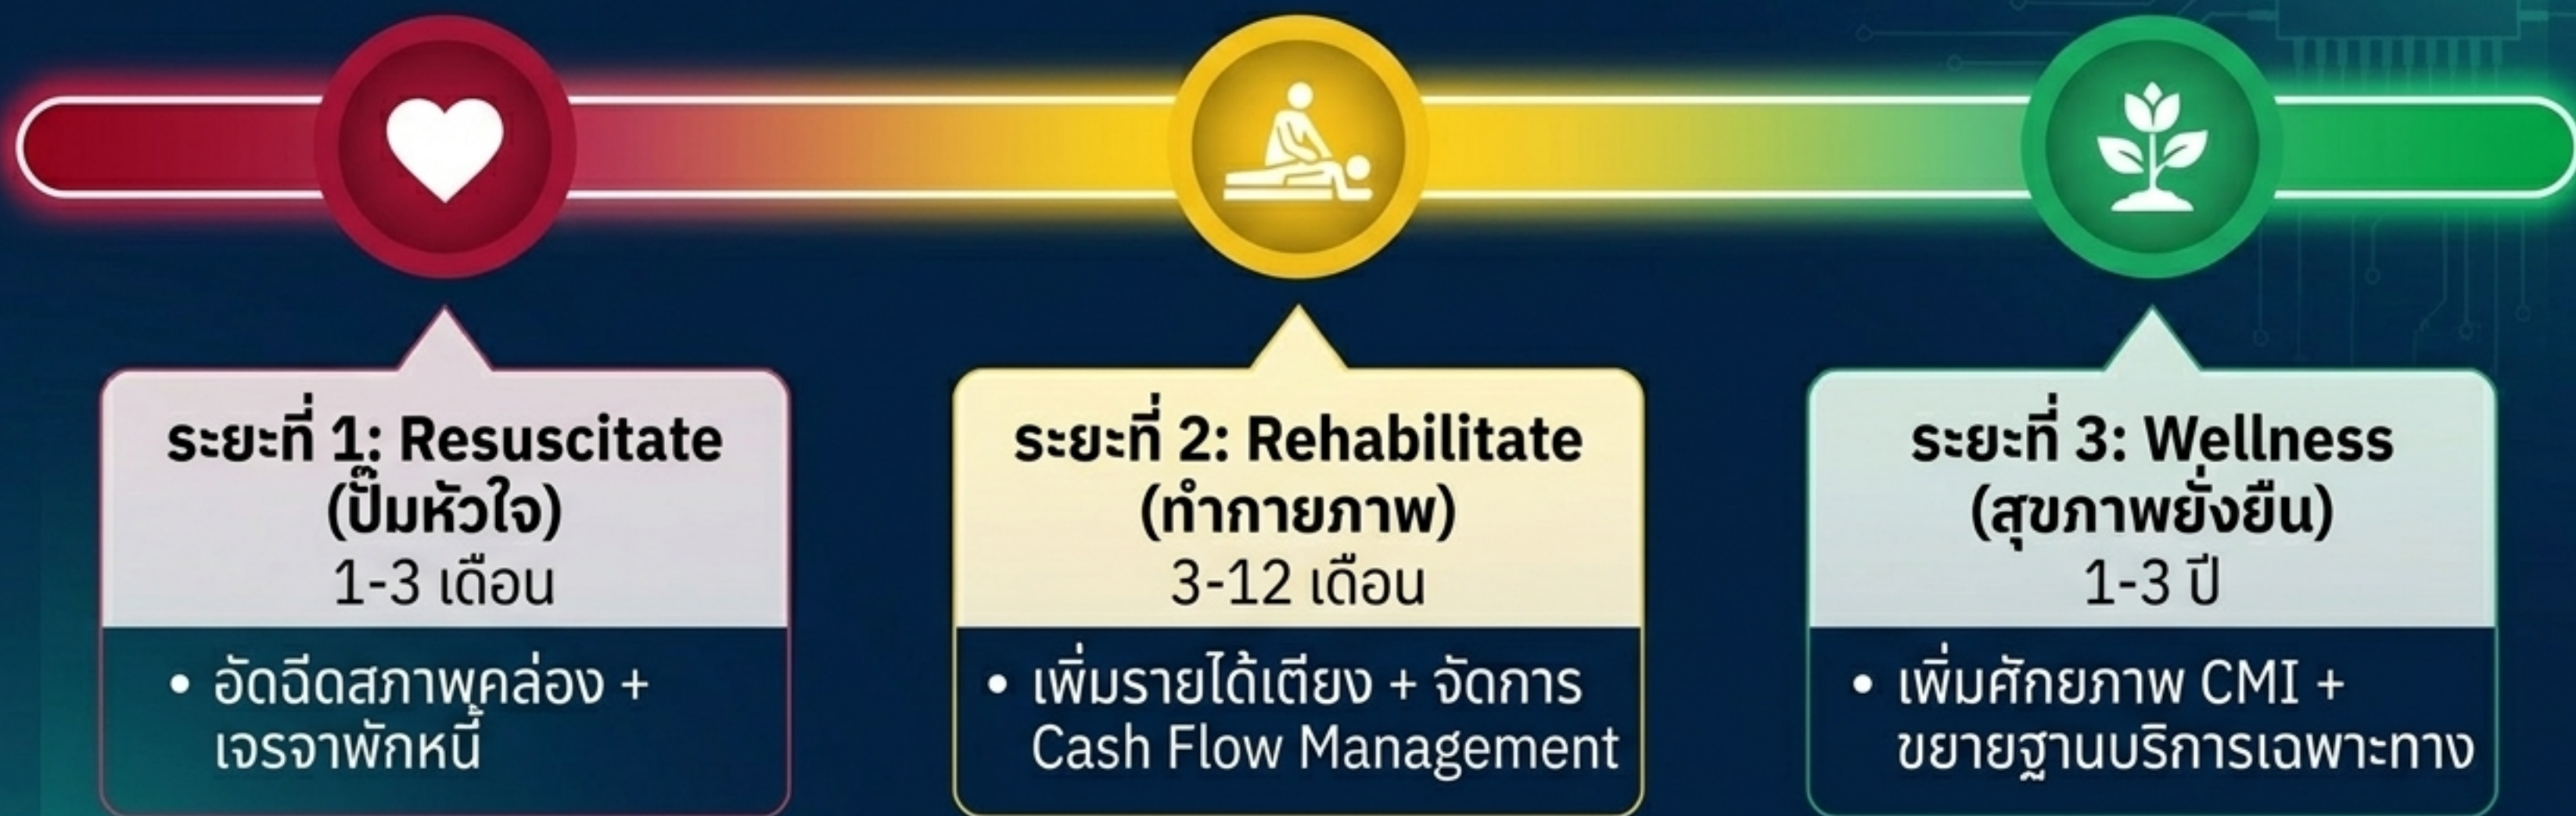 ระยะที่ 1: Resuscitate
(ปั๊มหัวใจ)
1-3 เดือน
• อัดฉีดสภาพคล่อง +
เจรจาพักหนี้
ระยะที่ 2: Rehabilitate
(ทำกายภาพ)
3-12 เดือน
• เพิ่มรายได้เตียง + จัดการ
Cash Flow Management
ระยะที่ 3: Wellness
(สุขภาพยั่งยืน)
1-3 ปี
• เพิ่มศักยภาพ CMI +
ขยายฐานบริการเฉพาะทาง